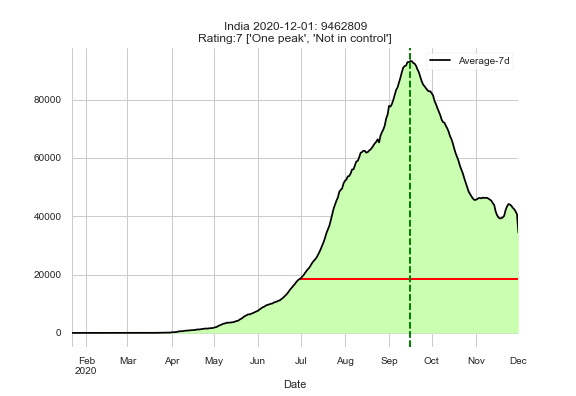 India 2020-12-01: 9462809
Rating:7 ['One peak', 'Not in control']
Average-7d
80000
60000
40000
20000
0
Feb Mar Apr May Jun Jul Aug Sep Oct Nov Dec
2020
Date